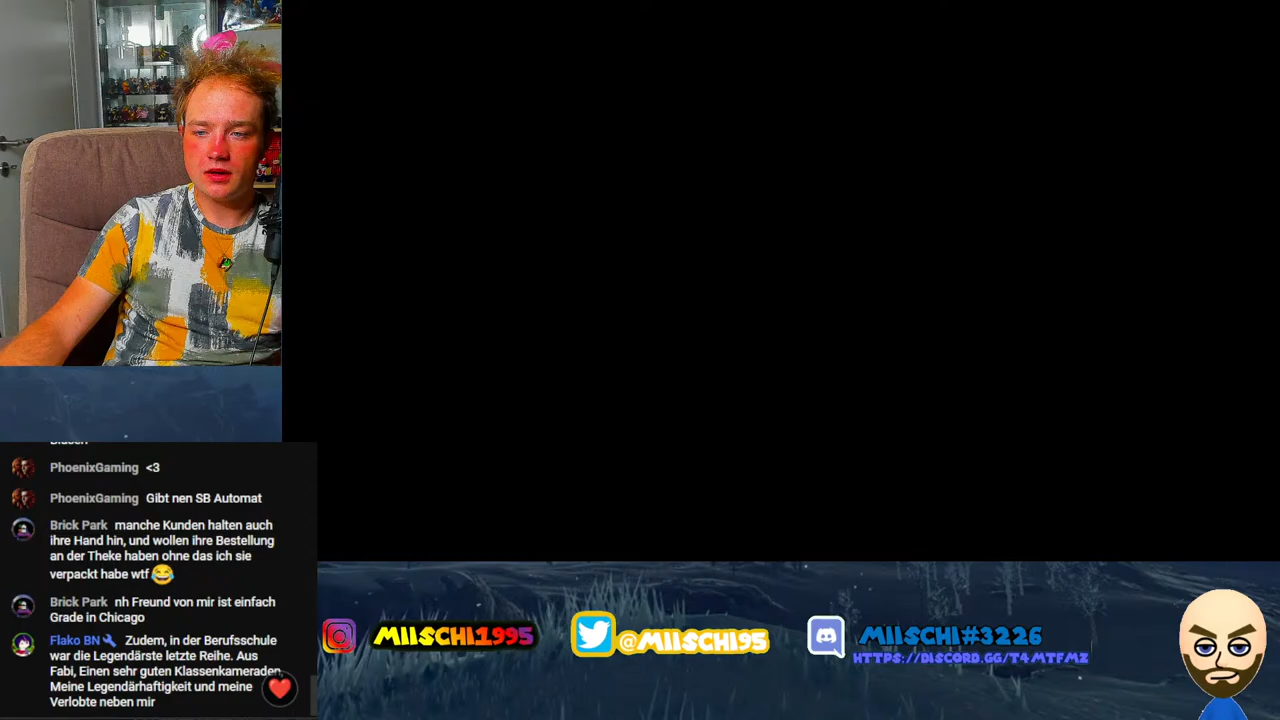 PhoenixGaming <3
PhoenixGaming Gibt nen SB Automat
Brick Park manche Kunden halten auch
ihre Hand hin, und wollen ihre Bestellung
an der Theke haben ohne das ich sie
verpackt habe wtf 😂
Brick Park nh Freund von mir ist einfach
Grade in Chicago
Flako BN Zudem, in der Berufsschule
war die Legendärste letzte Reihe. Aus
Fabi, Einen sehr guten Klassenkameraden,
Meine Legendärhaftigkeit und meine
Verlobte neben mir
MIISCHI1995
@MIISCHI95
MIISCHI#3226
HTTPS://DISCORD.GG/T4MTFMZ